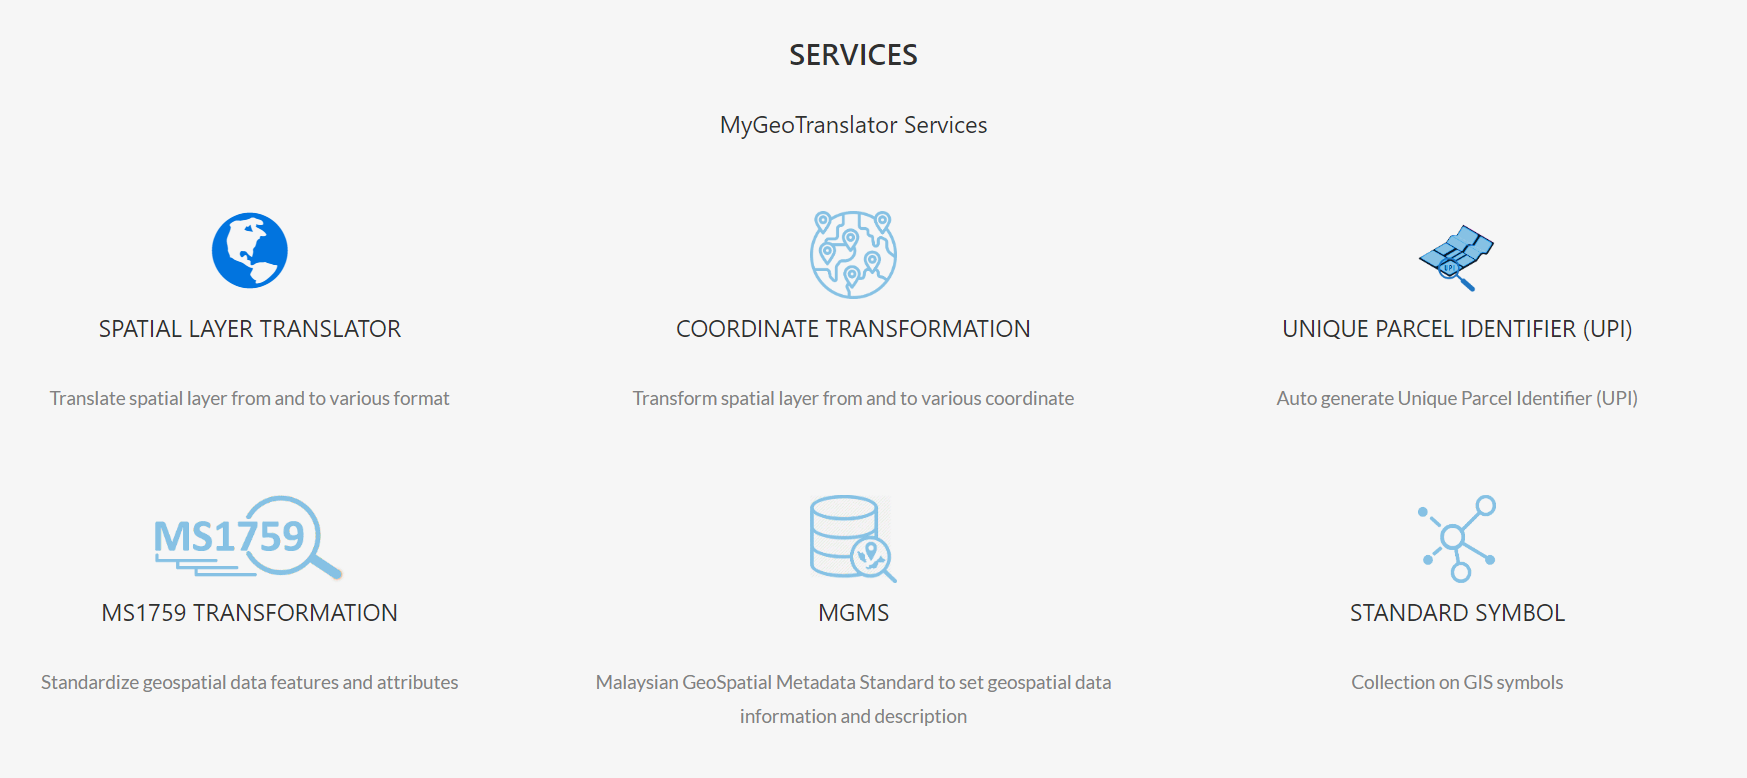 SERVICES
MyGeoTranslator Services
SPATIAL LAYER TRANSLATOR
Translate spatial layer from and to various format
COORDINATE TRANSFORMATION
Transform spatial layer from and to various coordinate
UPI
UNIQUE PARCEL IDENTIFIER (UPI)
Auto generate Unique Parcel Identifier (UPI)
MS1759
MS1759 TRANSFORMATION
Standardize geospatial data features and attributes
MGMS
Malaysian GeoSpatial Metadata Standard to set geospatial data
information and description
STANDARD SYMBOL
Collection on GIS symbols